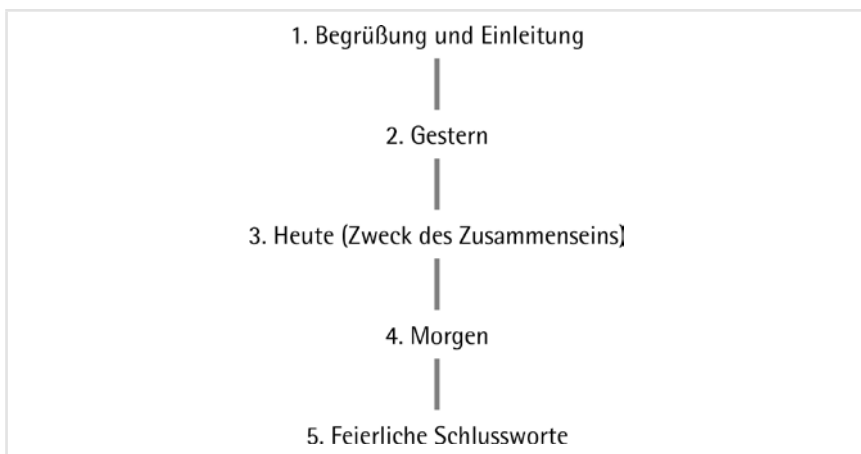 1. Begrüßung und Einleitung
2. Gestern
3. Heute (Zweck des Zusammenseins)
4. Morgen
5. Feierliche Schlussworte